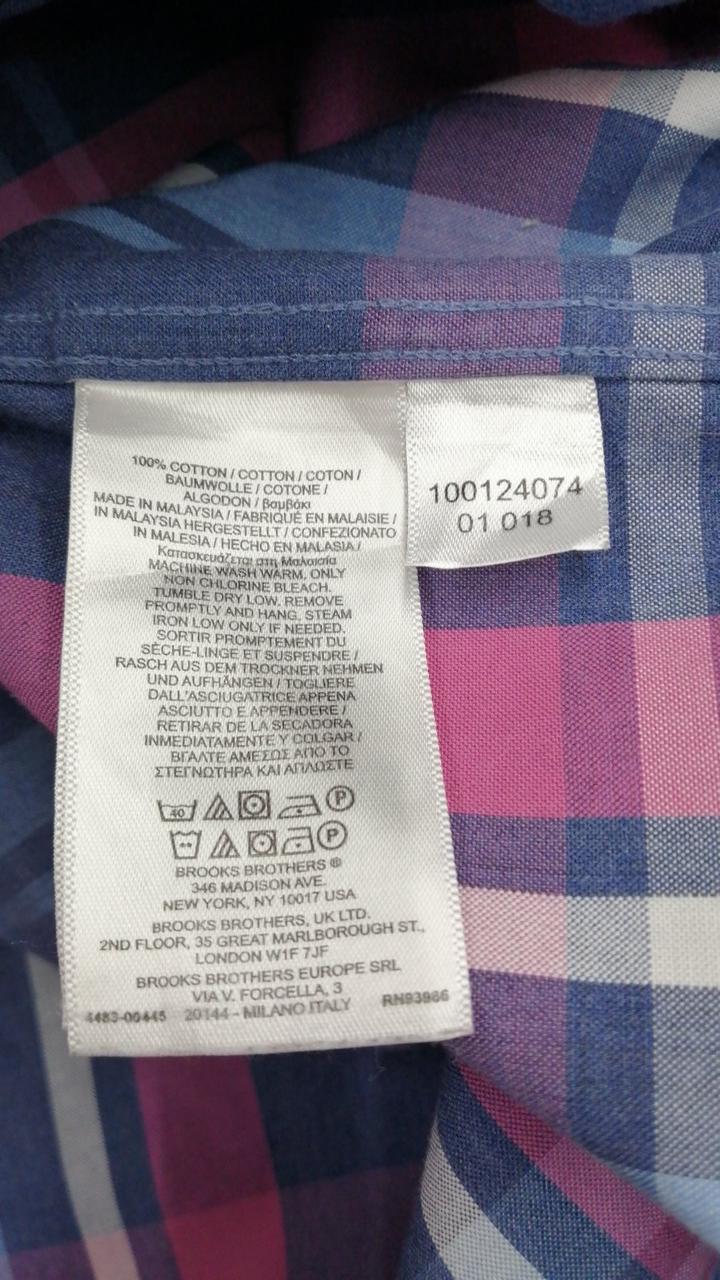 100% COTTON / COTTON / COTON /
BAUMWOLLE / COTONE /
ALGODON / βαμβάκι
MADE IN MALAYSIA / FABRIQUÉ EN MALAISIE /
IN MALAYSIA HERGESTELLT / CONFEZIONATO
IN MALESIA / HECHO EN MALASIA /
Κατασκευάζεται στη Μαλαισία
MACHINE WASH WARM. ONLY
NON CHLORINE BLEACH.
TUMBLE DRY LOW. REMOVE
PROMPTLY AND HANG. STEAM
IRON LOW ONLY IF NEEDED.
SORTIR PROMPTEMENT DU
SÈCHE-LINGE ET SUSPENDRE /
RASCH AUS DEM TROCKNER NEHMEN
UND AUFHÄNGEN / TOGLIERE
DALL'ASCIUGATRICE APPENA
ASCIUTTO E APPENDERE /
RETIRAR DE LA SECADORA
INMEDIATAMENTE Y COLGAR /
ΒΓΑΛΤΕ ΑΜΕΣΩΣ ΑΠΟ ΤΟ
ΣΤΕΓΝΩΤΗΡΑ ΚΑΙ ΑΠΛΩΣΤΕ
40 P
P
BROOKS BROTHERS ®
346 MADISON AVE.
NEW YORK, NY 10017 USA
BROOKS BROTHERS, UK LTD.
2ND FLOOR, 35 GREAT MARLBOROUGH ST.,
LONDON W1F 7JF
BROOKS BROTHERS EUROPE SRL
VIA V. FORCELLA, 3 RN93986
4483-00445 20144 - MILANO ITALY
100124074
01 018